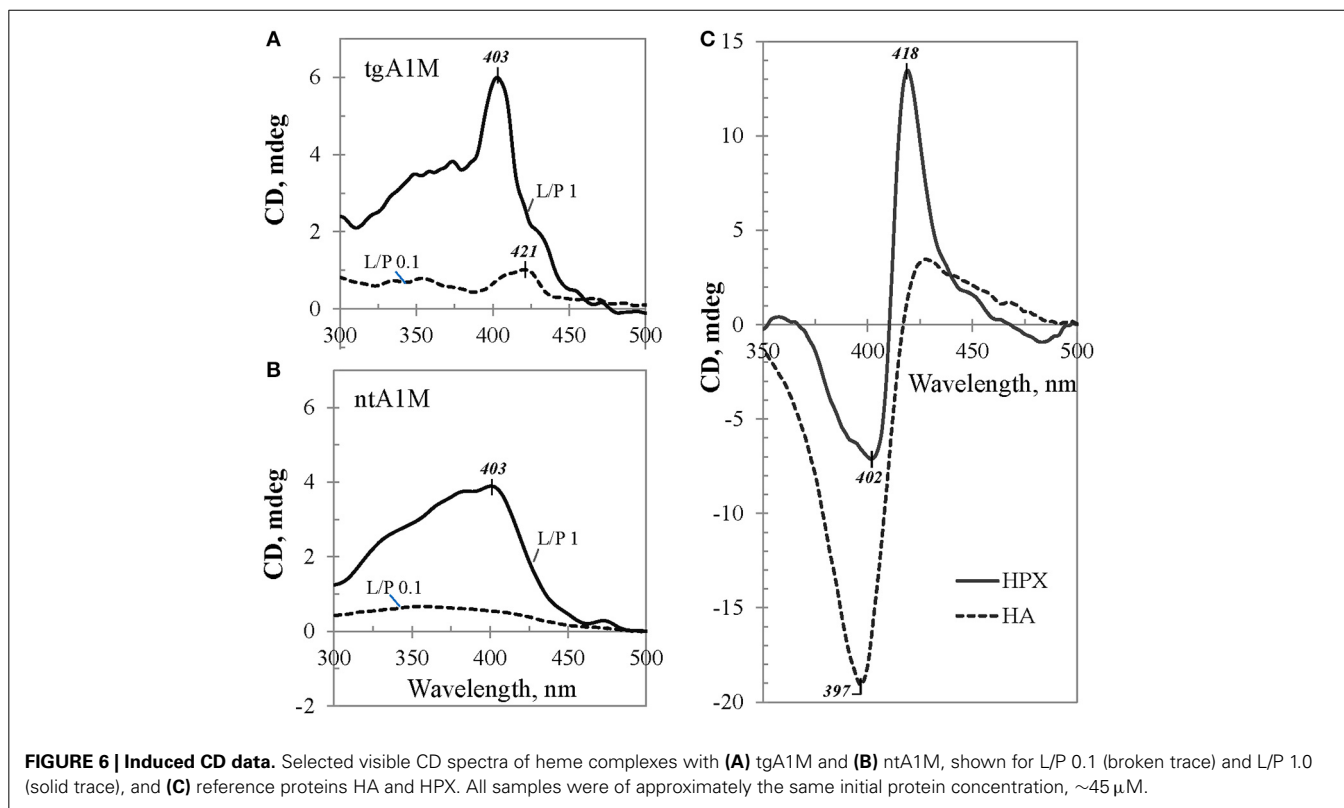 A
CD, mdeg
6
4
2
0
tgA1M
403
L/P 1
421
L/P 0.1
300
350
400
450
500
B
CD, mdeg
6
4
2
0
-2
ntA1M
403
L/P 1
L/P 0.1
300
350
400
450
500
Wavelength, nm
C
CD, mdeg
15
10
5
0
-5
-10
-15
-20
418
350
400
450
500
Wavelength, nm
402
397
HPX
HA
FIGURE 6 | Induced CD data. Selected visible CD spectra of heme complexes with (A) tgA1M and (B) ntA1M, shown for L/P 0.1 (broken trace) and L/P 1.0
(solid trace), and (C) reference proteins HA and HPX. All samples were of approximately the same initial protein concentration, ~45 μM.